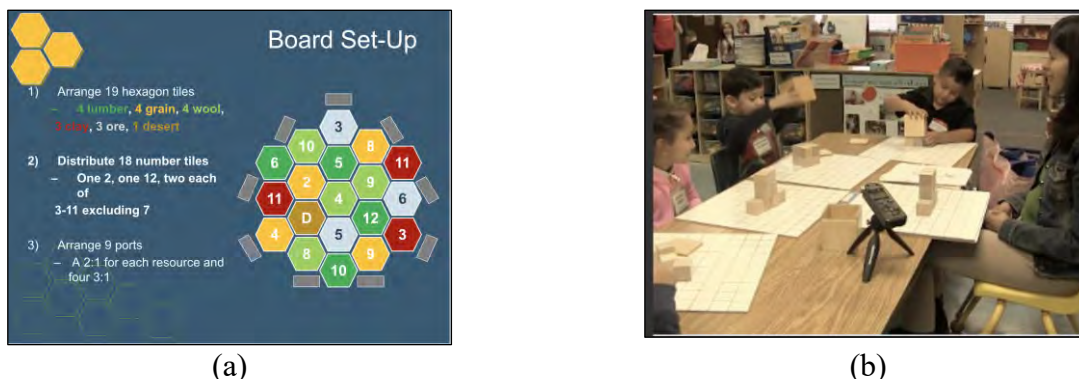 Board Set-Up
1) Arrange 19 hexagon tiles
– 4 lumber, 4 grain, 4 wool,
3 clay, 3 ore, 1 desert
2) Distribute 18 number tiles
– One 2, one 12, two each
of
3-11 excluding 7
3) Arrange 9 ports
– A 2:1 for each resource and
four 3:1
3
10
8
6
5
11
2
9
11
4
6
D
12
4
5
3
8
9
10
(a)
(b)